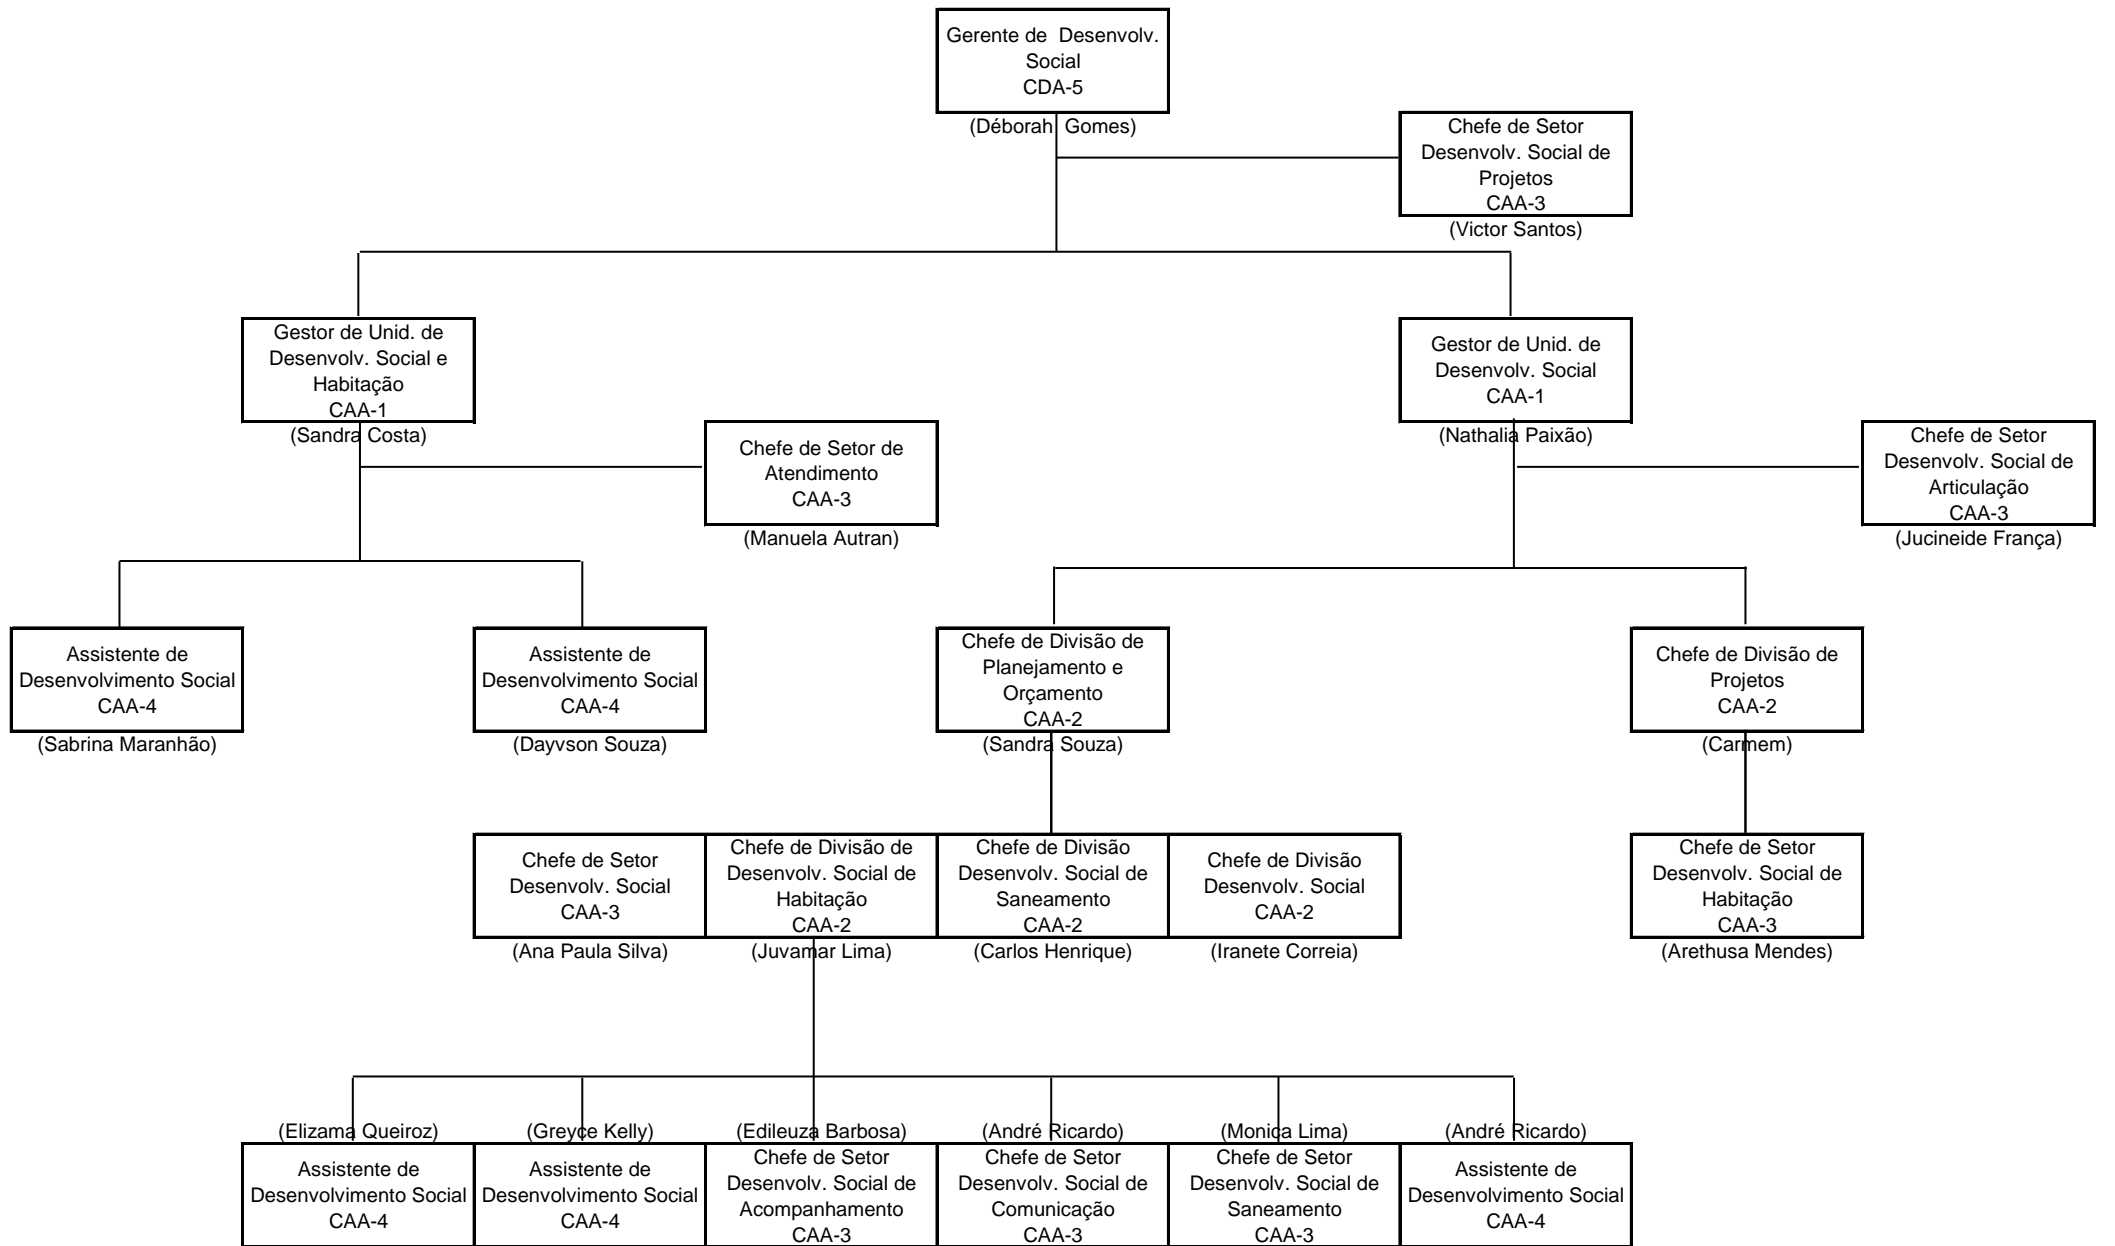 Gerente de Desenvolv.
Social
CDA-5
(Déborah Gomes)
Chefe de Setor
Desenvolv. Social de
Projetos
CAA-3
(Victor Santos)
Gestor de Unid. de
Desenvolv. Social e
Habitação
CAA-1
(Sandra Costa)
Gestor de Unid. de
Desenvolv. Social
CAA-1
(Nathalia Paixão)
Chefe de Setor de
Atendimento
CAA-3
(Manuela Autran)
Chefe de Setor
Desenvolv. Social de
Articulação
CAA-3
(Jucineide França)
Assistente de
Desenvolvimento Social
CAA-4
(Sabrina Maranhão)
Assistente de
Desenvolvimento Social
CAA-4
(Dayvson Souza)
Chefe de Divisão de
Planejamento e
Orçamento
CAA-2
(Sandra Souza)
Chefe de Divisão de
Projetos
CAA-2
(Carmem)
Chefe de Setor
Desenvolv. Social
CAA-3
(Ana Paula Silva)
Chefe de Divisão de
Desenvolv. Social de
Habitação
CAA-2
(Juvamar Lima)
Chefe de Divisão
Desenvolv. Social de
Saneamento
CAA-2
(Carlos Henrique)
Chefe de Divisão
Desenvolv. Social
CAA-2
(Iranete Correia)
Chefe de Setor
Desenvolv. Social de
Habitação
CAA-3
(Arethusa Mendes)
(Elizama Queiroz)
Assistente de
Desenvolvimento Social
CAA-4
(Greyce Kelly)
Assistente de
Desenvolvimento Social
CAA-4
(Edileuza Barbosa)
Chefe de Setor
Desenvolv. Social de
Acompanhamento
CAA-3
(André Ricardo)
Chefe de Setor
Desenvolv. Social de
Comunicação
CAA-3
(Monica Lima)
Chefe de Setor
Desenvolv. Social de
Saneamento
CAA-3
(André Ricardo)
Assistente de
Desenvolvimento Social
CAA-4